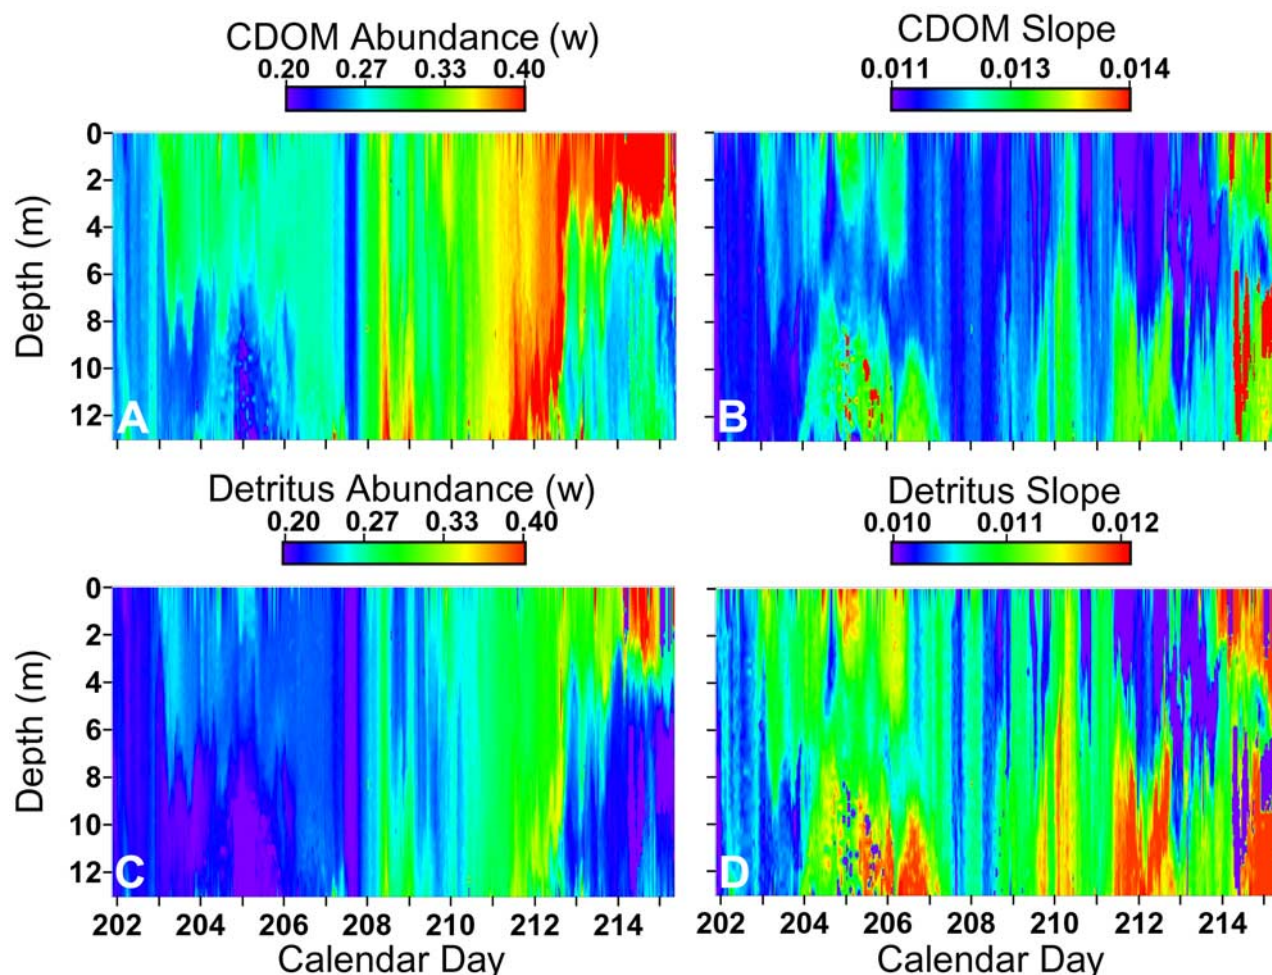 CDOM Abundance (w)
0.20 0.27 0.33 0.40
CDOM Slope
0.011 0.013 0.014
0
2
4
6
8
10
12
Depth (m)
A
B
Detritus Abundance (w)
0.20 0.27 0.33 0.40
Detritus Slope
0.010 0.011 0.012
0
2
4
6
8
10
12
Depth (m)
C
D
202 204 206 208 210 212 214
Calendar Day
202 204 206 208 210 212 214
Calendar Day